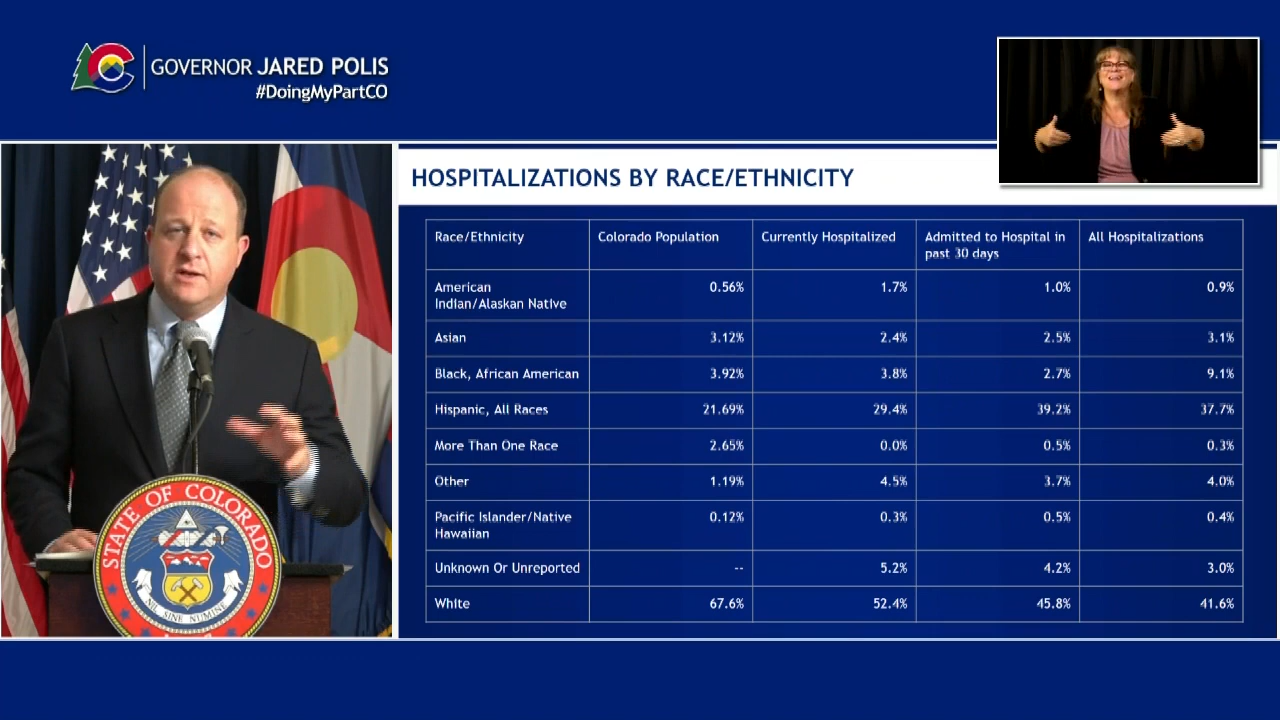 GOVERNOR JARED POLIS
#DoingMyPartCO
HOSPITALIZATIONS BY RACE/ETHNICITY
Race/Ethnicity Colorado Population Currently Hospitalized Admitted to Hospital in past 30 days All Hospitalizations
American Indian/Alaskan Native 0.56% 1.7% 1.0% 0.9%
Asian 3.12% 2.4% 2.5% 3.1%
Black, African American 3.92% 3.8% 2.7% 9.1%
Hispanic, All Races 21.69% 29.4% 39.2% 37.7%
More Than One Race 2.65% 0.0% 0.5% 0.3%
Other 1.19% 4.5% 3.7% 4.0%
Pacific Islander/Native Hawaiian 0.12% 0.3% 0.5% 0.4%
Unknown Or Unreported -- 5.2% 4.2% 3.0%
White 67.6% 52.4% 45.8% 41.6%
STATE OF COLORADO
NIL SINE NUMINE